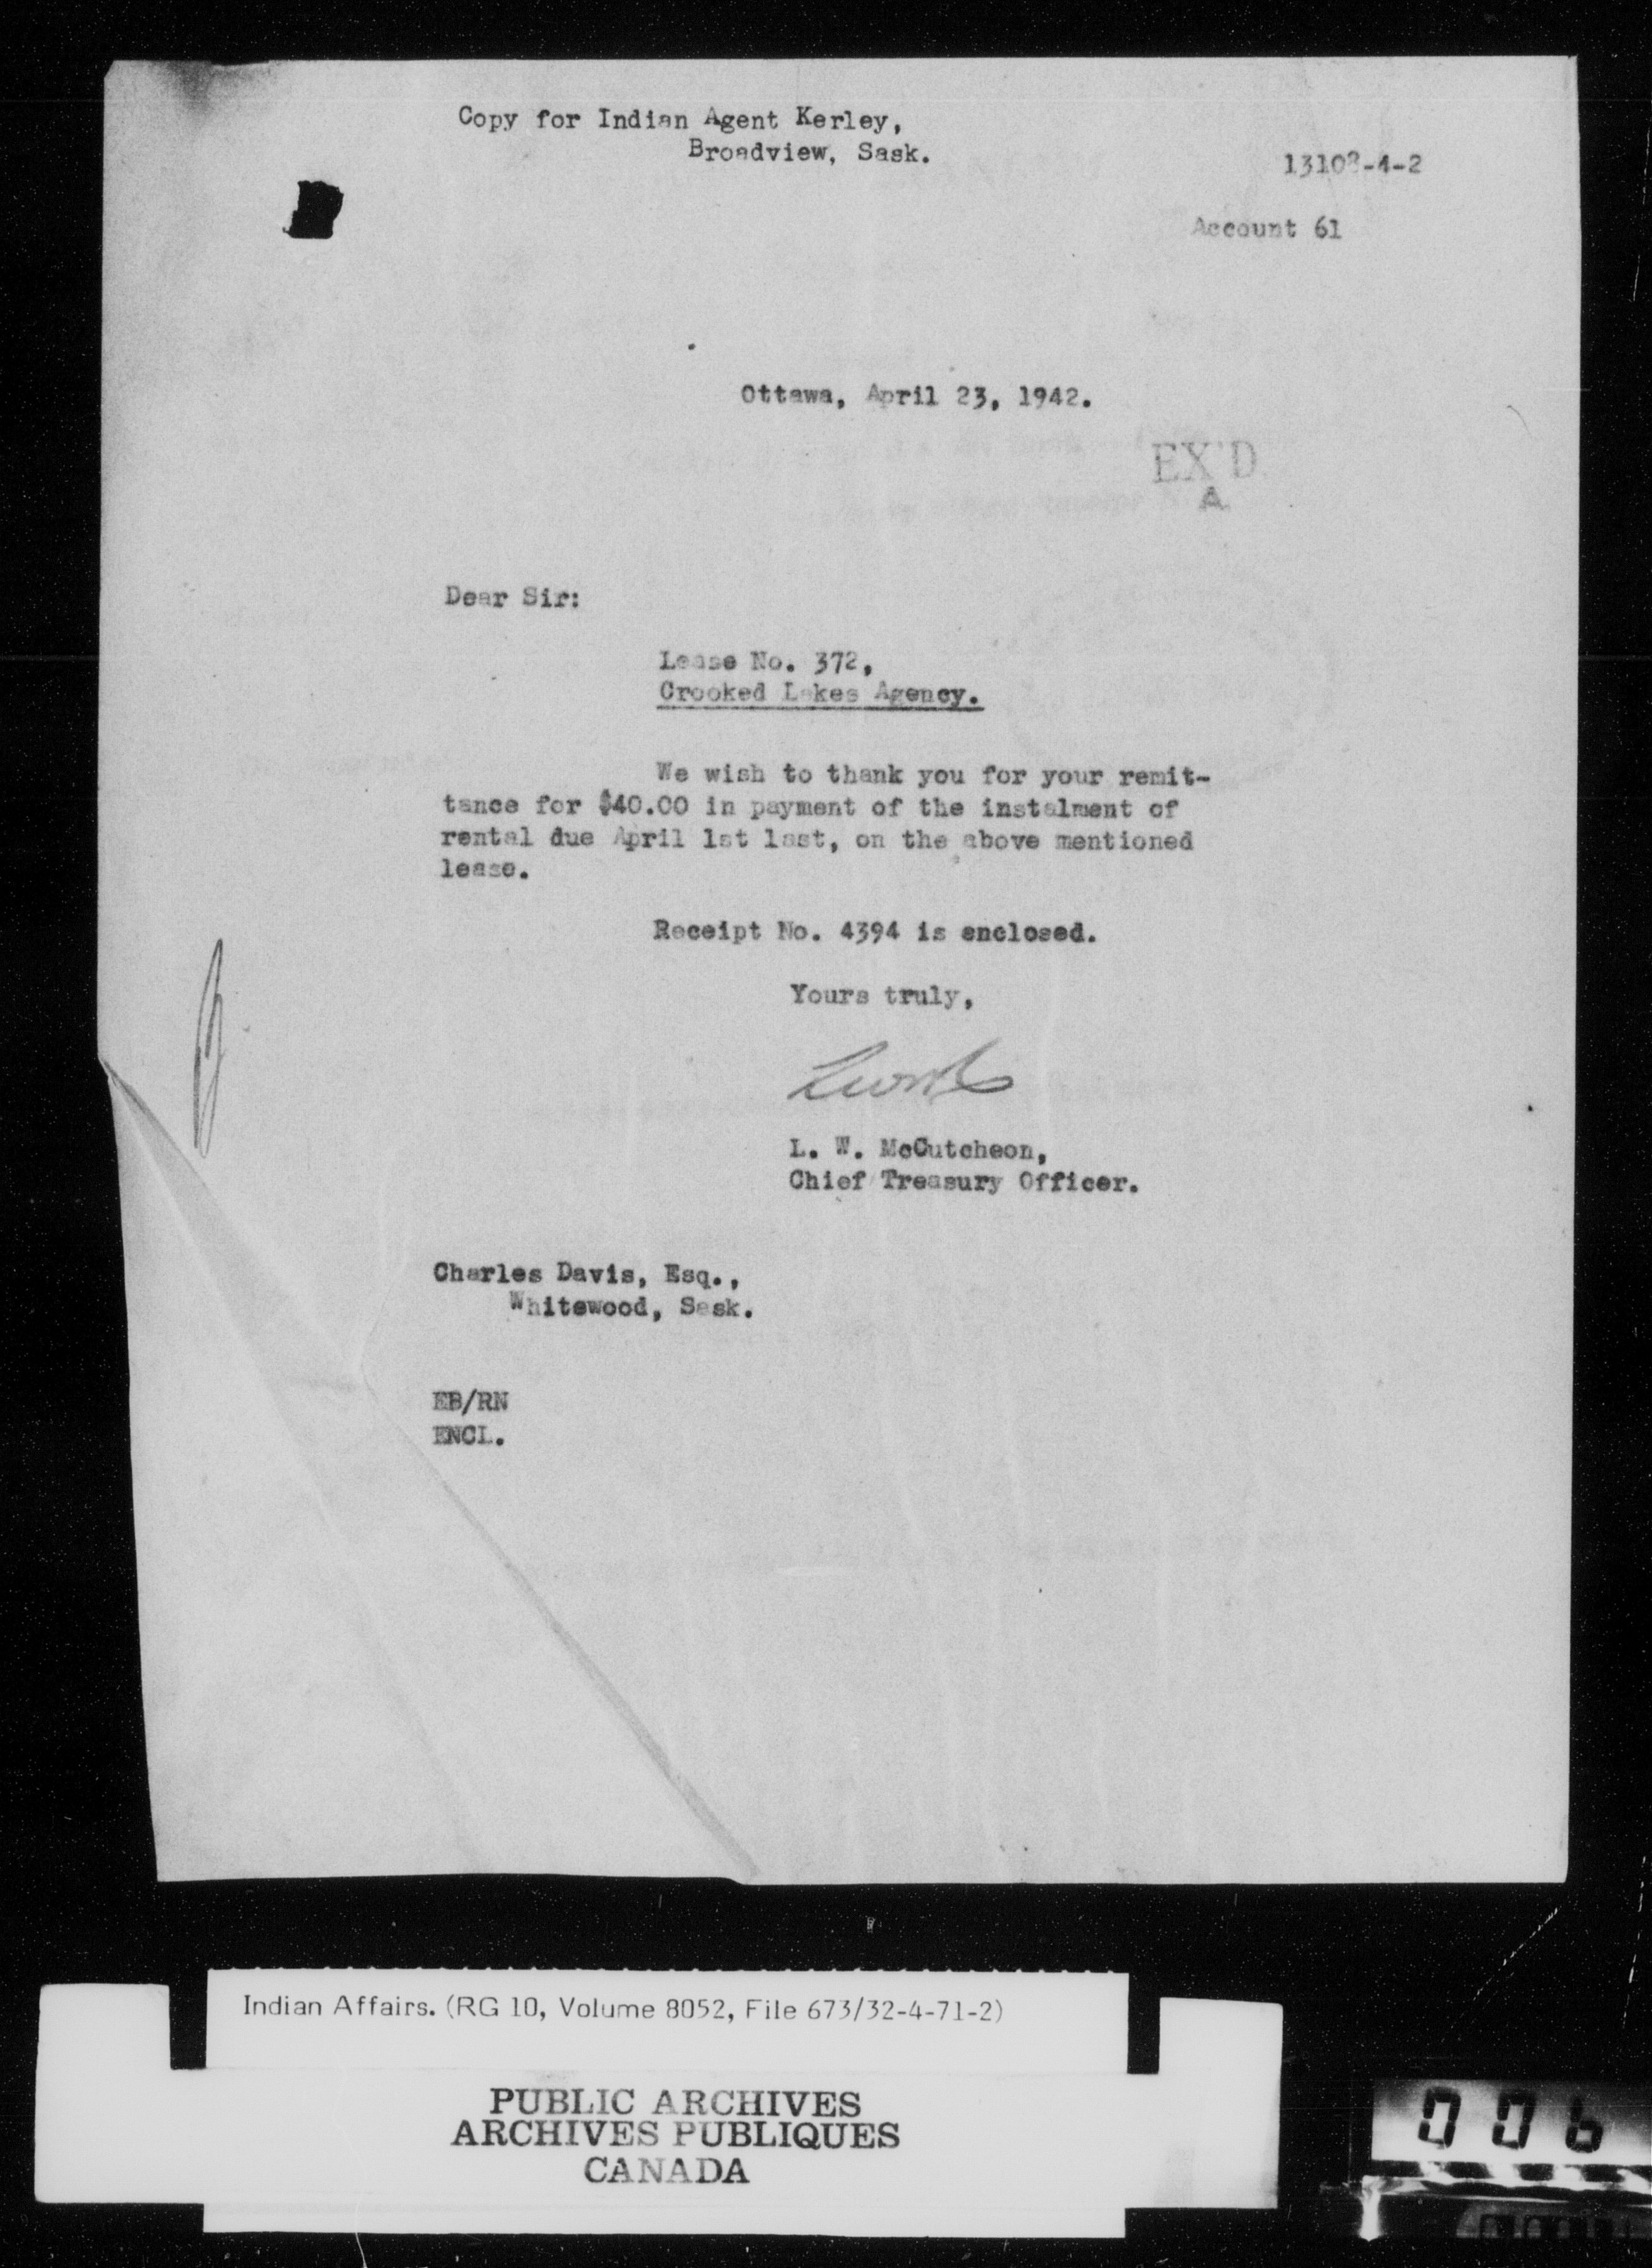 Copy for Indian Agent Kerley,
Broadview, Sask.
13108-4-2
Account 61
Ottawa, April 23, 1942.
EX'D
A
Dear Sir:
Lease No. 372,
Crooked Lakes Agency.
We wish to thank you for your remit-
tance for $40.00 in payment of the instalment of
rental due April 1st last, on the above mentioned
lease.
Receipt No. 4394 is enclosed.
Yours truly,
L. W. McCutcheon,
Chief Treasury Officer.
Charles Davis, Esq.,
Whitewood, Sask.
EB/RN
ENCL.
Indian Affairs. (RG 10, Volume 8052, File 673/32-4-71-2)
PUBLIC ARCHIVES
ARCHIVES PUBLIQUES
CANADA
006